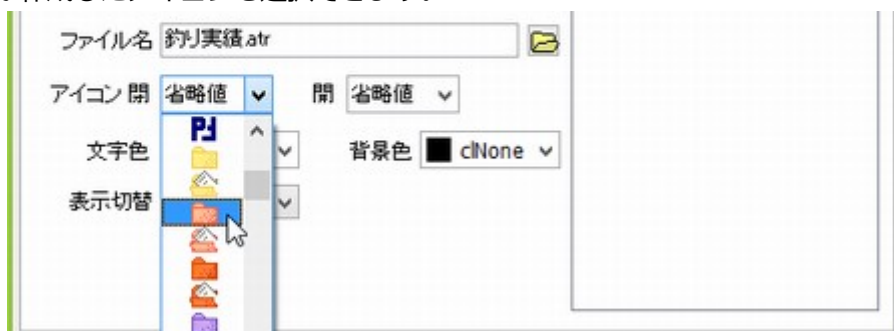 ファイル名 釣り実績.atr
アイコン 閉 省略値 開 省略値
文字色 背景色 clNone
表示切替